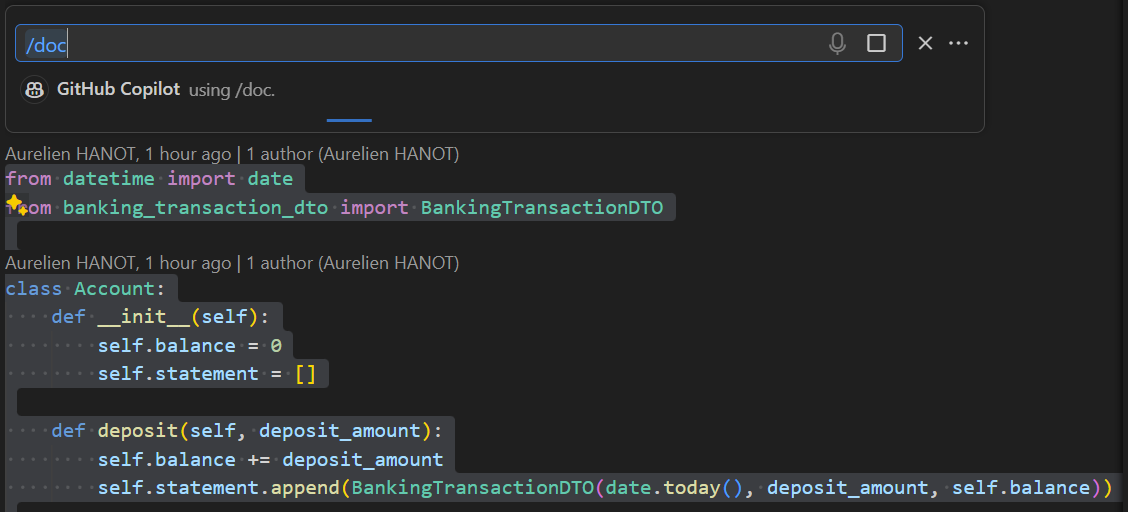 /doc
GitHub Copilot using /doc.
Aurelien HANOT, 1 hour ago | 1 author (Aurelien HANOT)
from datetime import date
from banking_transaction_dto import BankingTransactionDTO
Aurelien HANOT, 1 hour ago | 1 author (Aurelien HANOT)
class Account:
    def __init__(self):
        self.balance = 0
        self.statement = []
    def deposit(self, deposit_amount):
        self.balance += deposit_amount
        self.statement.append(BankingTransactionDTO(date.today(), deposit_amount, self.balance))